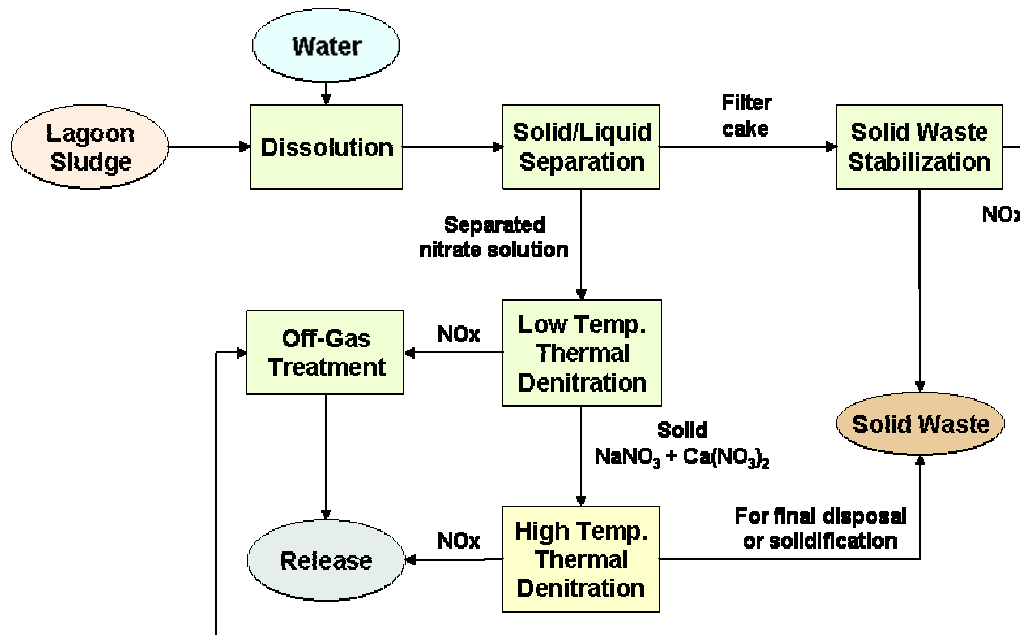 Water
Lagoon
Sludge
Dissolution
Solid/Liquid
Separation
Filter
cake
Solid Waste
Stabilization
NOx
Separated
nitrate solution
Off-Gas
Treatment
NOx
Low Temp.
Thermal
Denitration
Solid
NaNO₃ + Ca(NO₃)₂
Solid Waste
Release
NOx
High Temp.
Thermal
Denitration
For final disposal
or solidification